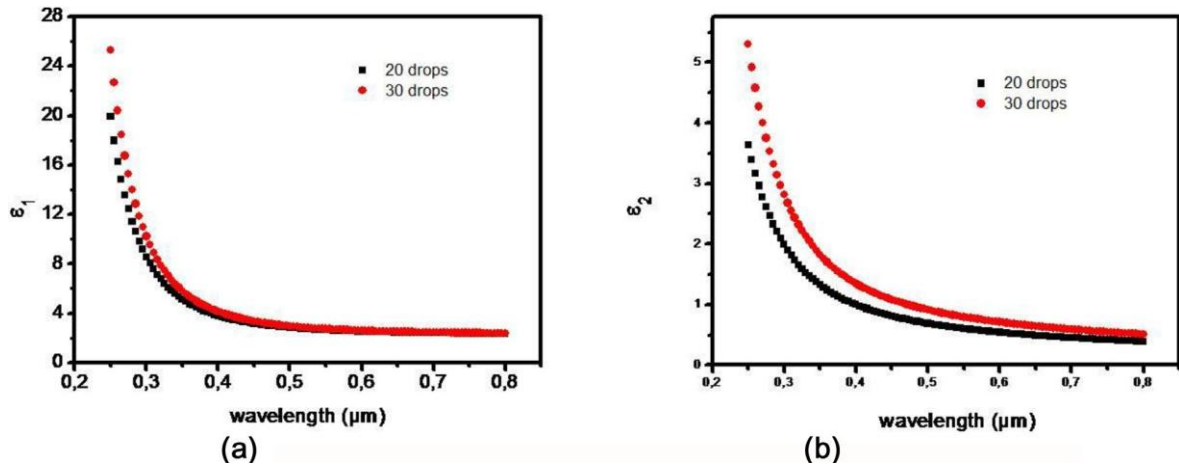 28
24
20
16
12
8
4
0
ε1
20 drops
30 drops
0,2 0,3 0,4 0,5 0,6 0,7 0,8
wavelength (µm)
(a)
5
4
3
2
1
0
ε2
20 drops
30 drops
0,2 0,3 0,4 0,5 0,6 0,7 0,8
wavelength (µm)
(b)